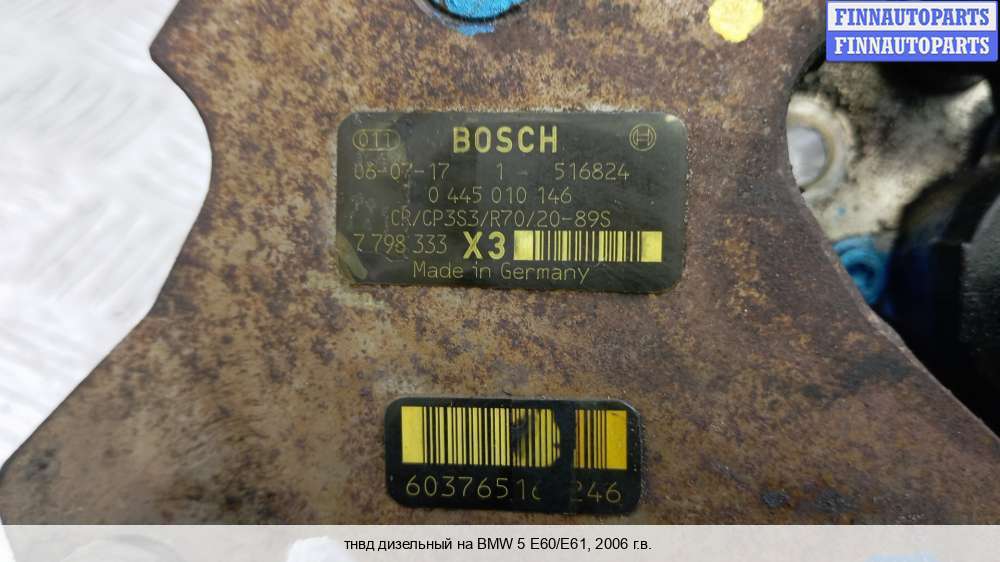 FINNAUTOPARTS
FINNAUTOPARTS
011 BOSCH
06-07-17 1 - 516824
0 445 010 146
CR/CP3S3/R70/20-89S
7 798 333 X3
Made in Germany
тнвд дизельный на BMW 5 E60/E61, 2006 г.в.